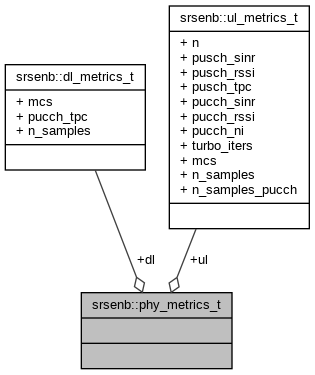 srsenb::dl_metrics_t
+ mcs
+ pucch_tpc
+ n_samples
srsenb::ul_metrics_t
+ n
+ pusch_sinr
+ pusch_rssi
+ pusch_tpc
+ pucch_sinr
+ pucch_rssi
+ pucch_ni
+ turbo_iters
+ mcs
+ n_samples
+ n_samples_pucch
+dl
+ul
srsenb::phy_metrics_t